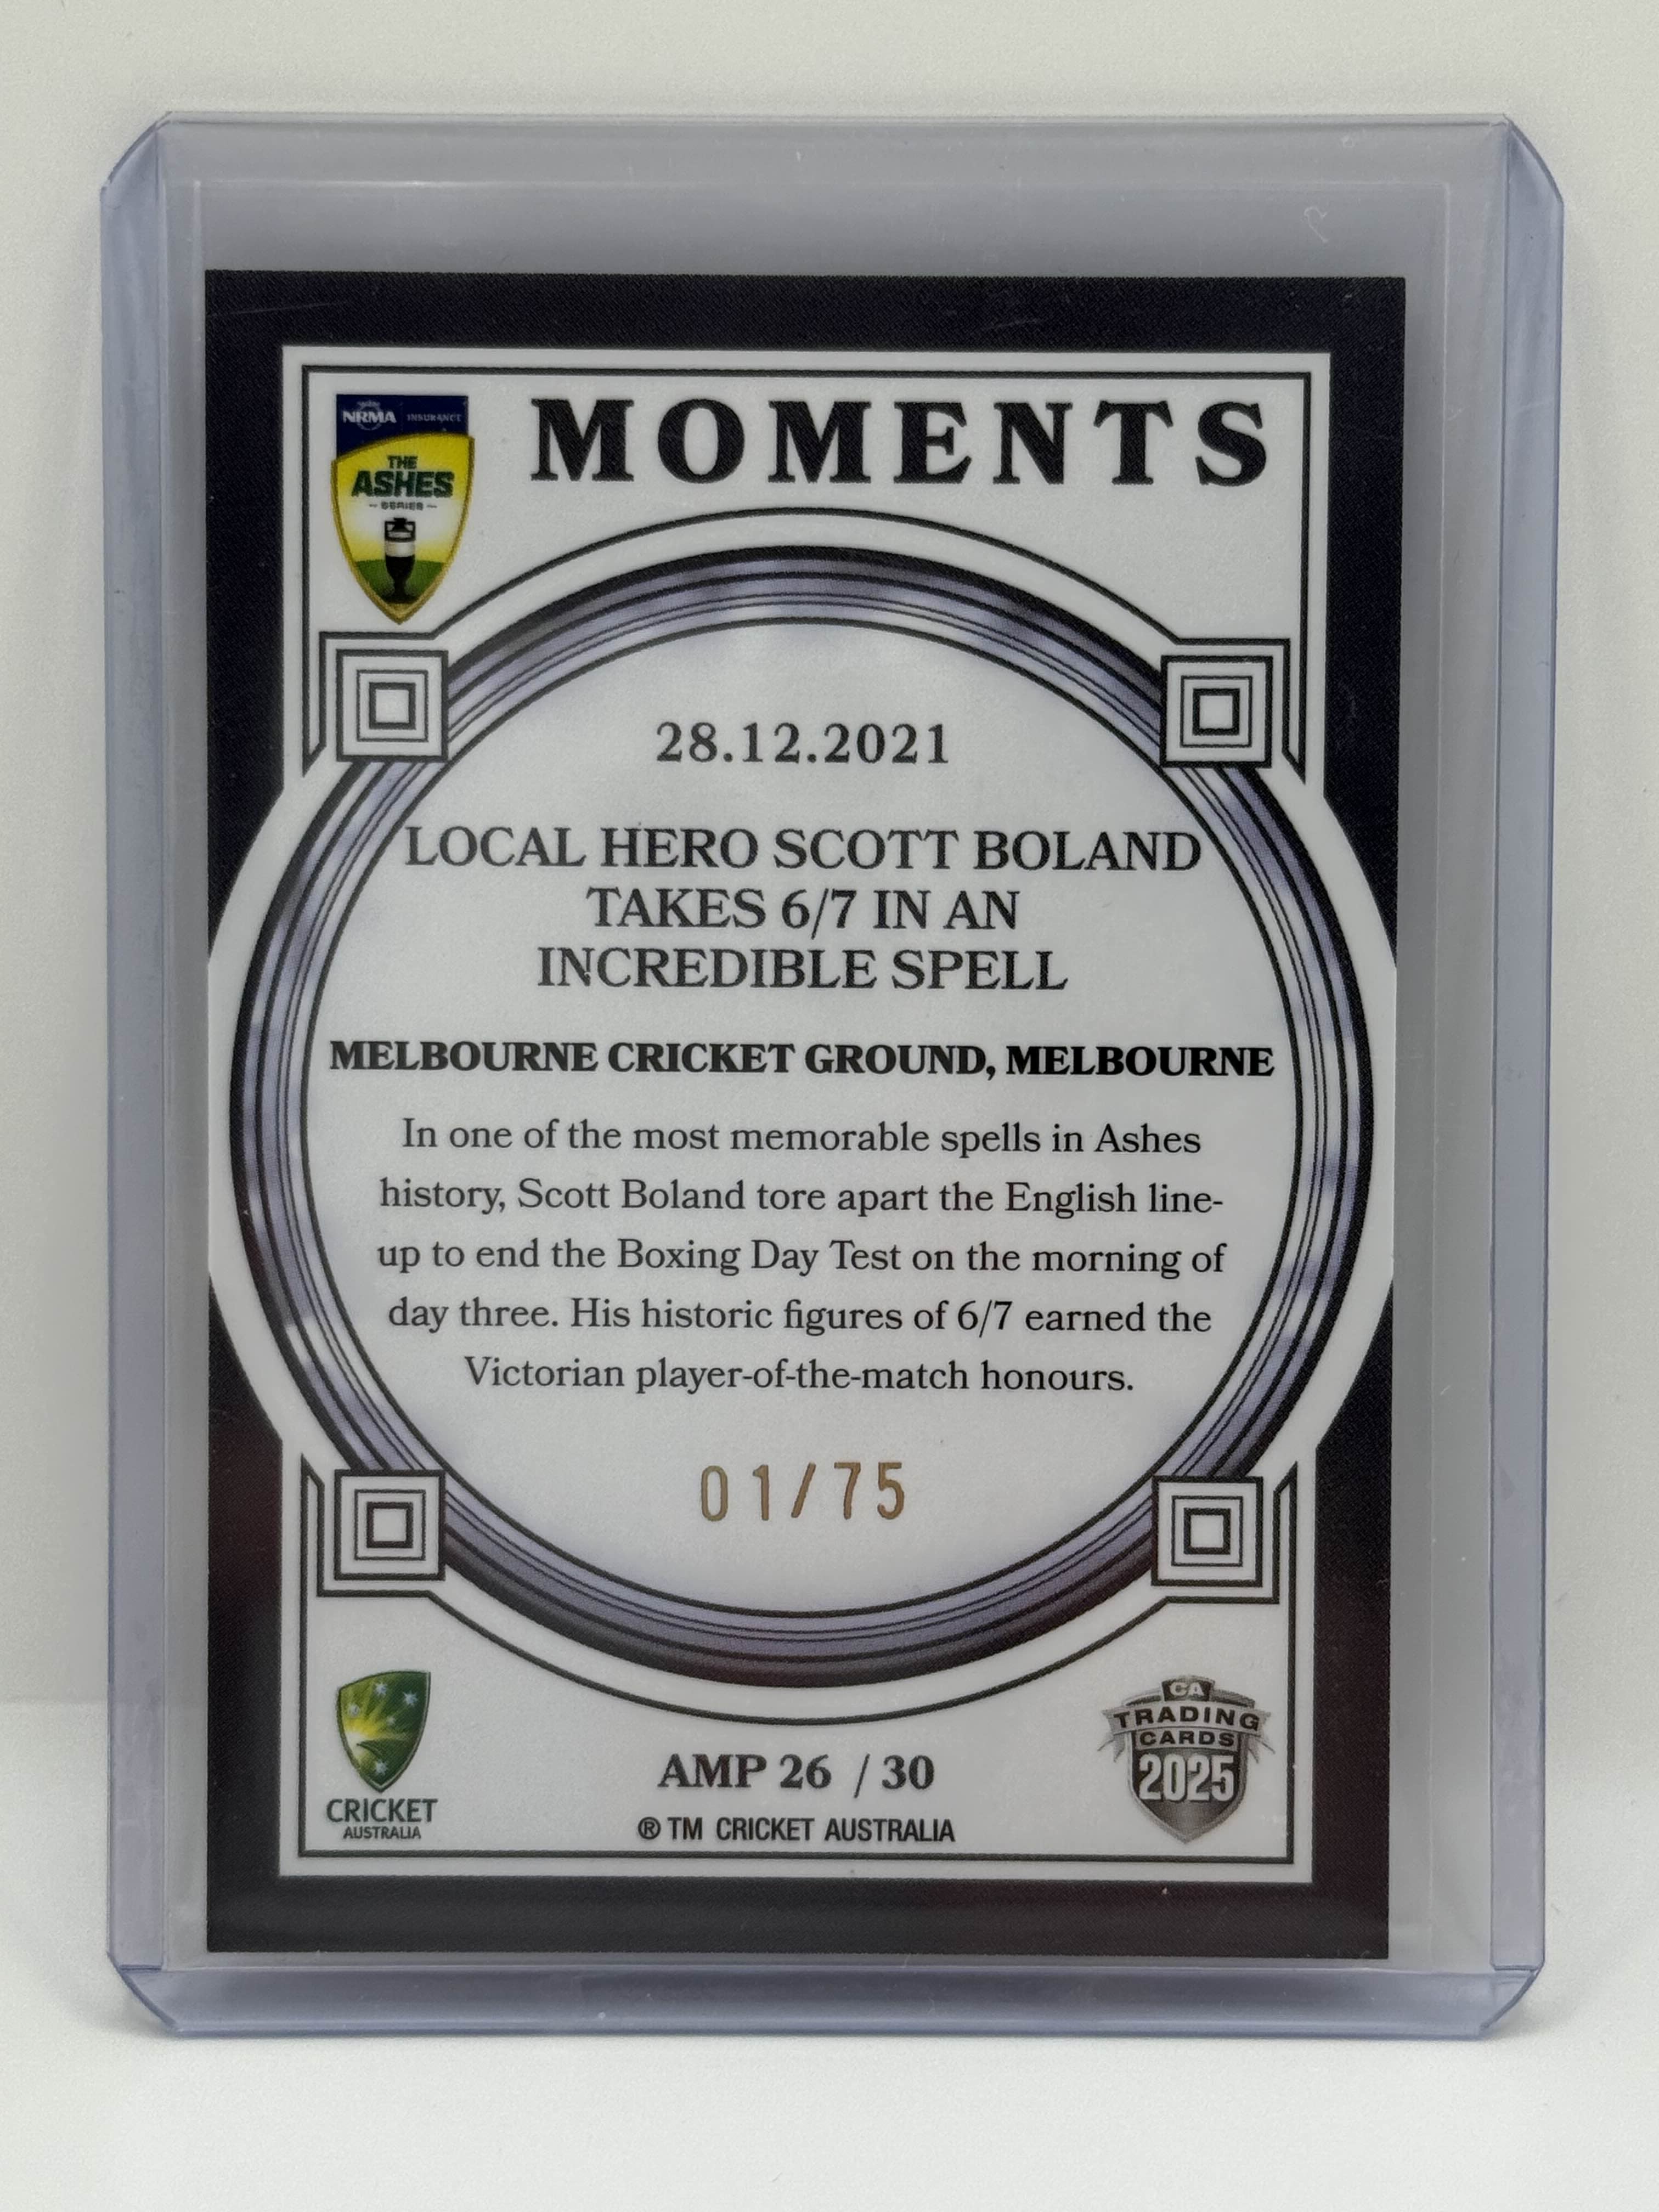 NRMA INSURANCE
THE
ASHES
SERIES
MOMENTS
28.12.2021
LOCAL HERO SCOTT BOLAND
TAKES 6/7 IN AN
INCREDIBLE SPELL
MELBOURNE CRICKET GROUND, MELBOURNE
In one of the most memorable spells in Ashes
history, Scott Boland tore apart the English line-
up to end the Boxing Day Test on the morning of
day three. His historic figures of 6/7 earned the
Victorian player-of-the-match honours.
01/75
CRICKET
AUSTRALIA
AMP 26 / 30
® TM CRICKET AUSTRALIA
CA
TRADING
CARDS
2025